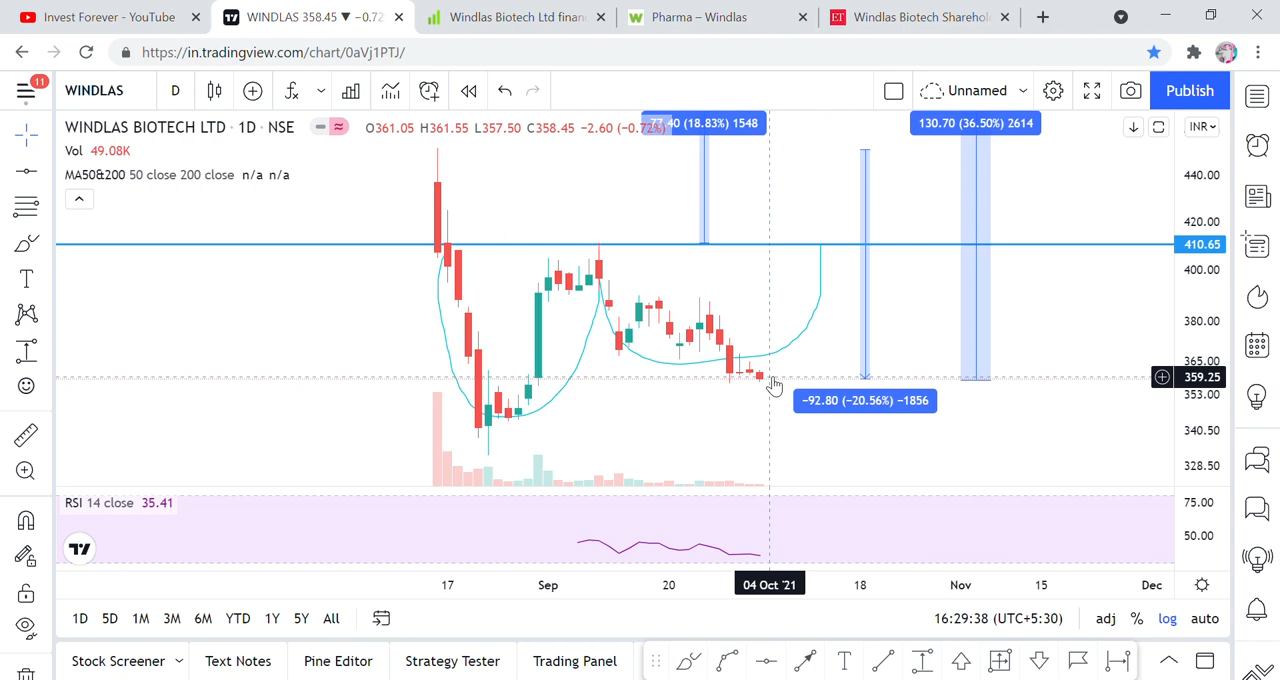 Invest Forever - YouTube
WINDLAS 358.45 ▼ −0.72
Windlas Biotech Ltd finan
Pharma – Windlas
ET Windlas Biotech Sharehol
https://in.tradingview.com/chart/0aVj1PTJ/
11
WINDLAS D Unnamed Publish
WINDLAS BIOTECH LTD · 1D · NSE O361.05 H361.55 L357.50 C358.45 −2.60 (−0.72%)
.40 (18.83%) 1548
130.70 (36.50%) 2614
INR
Vol 49.08K
MA50&200 50 close 200 close n/a n/a
440.00
420.00
410.65
400.00
380.00
365.00
359.25
353.00
340.50
328.50
−92.80 (−20.56%) −1856
RSI 14 close 35.41
75.00
50.00
17 Sep 20 04 Oct '21 18 Nov 15 Dec
1D 5D 1M 3M 6M YTD 1Y 5Y All 16:29:38 (UTC+5:30) adj % log auto
Stock Screener Text Notes Pine Editor Strategy Tester Trading Panel